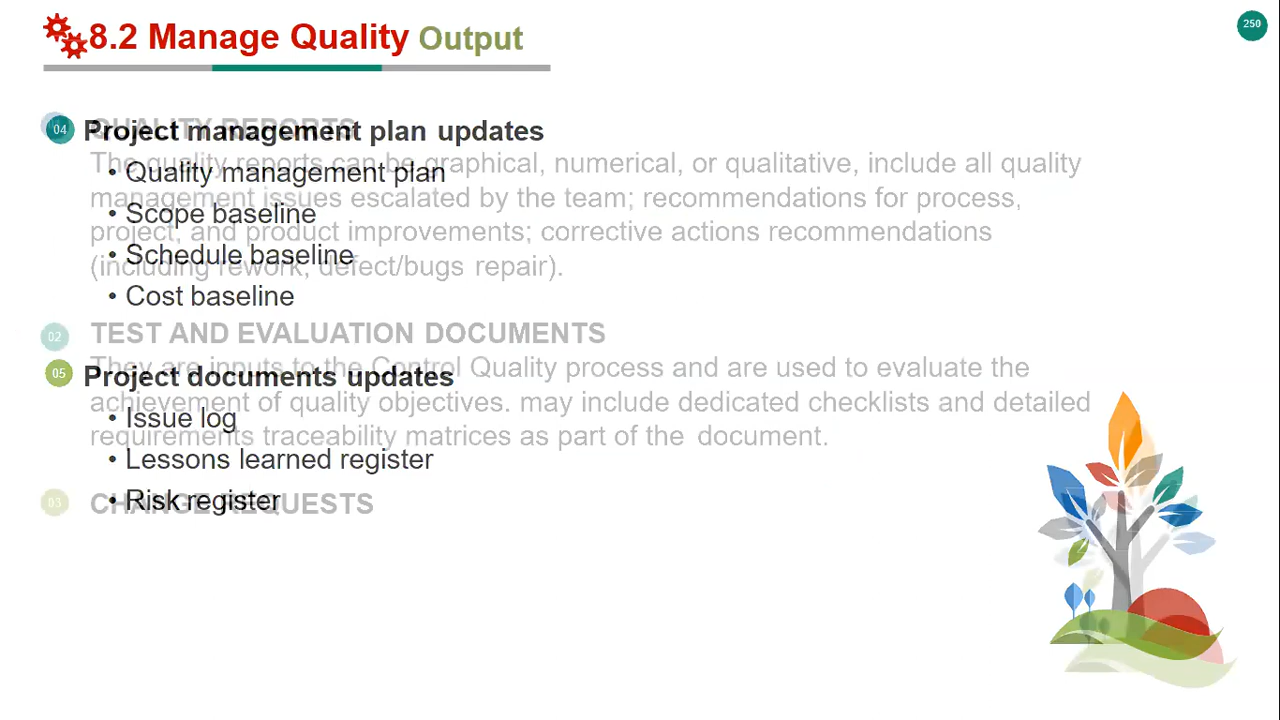 8.2 Manage Quality Output
250
04 Project management plan updates
• Quality management plan
• Scope baseline
• Schedule baseline
• Cost baseline
05 Project documents updates
• Issue log
• Lessons learned register
• Risk register
QUALITY REPORTS
The quality reports can be graphical, numerical, or qualitative, include all quality
management issues escalated by the team; recommendations for process,
project, and product improvements; corrective actions recommendations
(including rework, defect/bugs repair).
02 TEST AND EVALUATION DOCUMENTS
They are inputs to the Control Quality process and are used to evaluate the
achievement of quality objectives. may include dedicated checklists and detailed
requirements traceability matrices as part of the document.
03 CHANGE REQUESTS